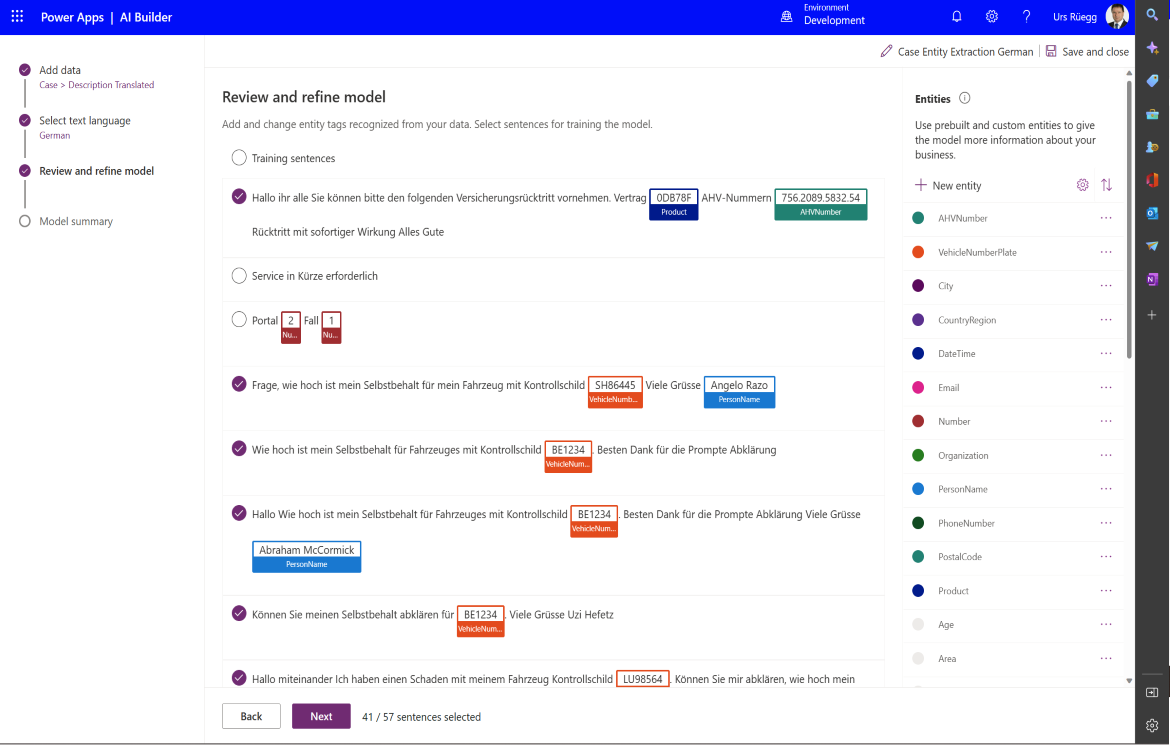 Power Apps | AI Builder
Environment
Development
Urs Rüegg
Case Entity Extraction German
Save and close
Add data
Case > Description Translated
Select text language
German
Review and refine model
Model summary
Review and refine model
Add and change entity tags recognized from your data. Select sentences for training the model.
Training sentences
Hallo ihr alle Sie können bitte den folgenden Versicherungsrücktritt vornehmen. Vertrag 0DB78F AHV-Nummern 756.2089.5832.54
Product AHVNumber
Rücktritt mit sofortiger Wirkung Alles Gute
Service in Kürze erforderlich
Portal 2 Fall 1
Nu... Nu...
Frage, wie hoch ist mein Selbstbehalt für mein Fahrzeug mit Kontrollschild SH86445 Viele Grüsse Angelo Razo
VehicleNumb... PersonName
Wie hoch ist mein Selbstbehalt für Fahrzeuges mit Kontrollschild BE1234 . Besten Dank für die Prompte Abklärung
VehicleNum...
Hallo Wie hoch ist mein Selbstbehalt für Fahrzeuges mit Kontrollschild BE1234 . Besten Dank für die Prompte Abklärung Viele Grüsse
VehicleNum...
Abraham McCormick
PersonName
Können Sie meinen Selbstbehalt abklären für BE1234 . Viele Grüsse Uzi Hefetz
VehicleNum...
Hallo miteinander Ich haben einen Schaden mit meinem Fahrzeug Kontrollschild LU98564 . Können Sie mir abklären, wie hoch mein
Back
Next
41 / 57 sentences selected
Entities
Use prebuilt and custom entities to give
the model more information about your
business.
New entity
AHVNumber
VehicleNumberPlate
City
CountryRegion
DateTime
Email
Number
Organization
PersonName
PhoneNumber
PostalCode
Product
Age
Area